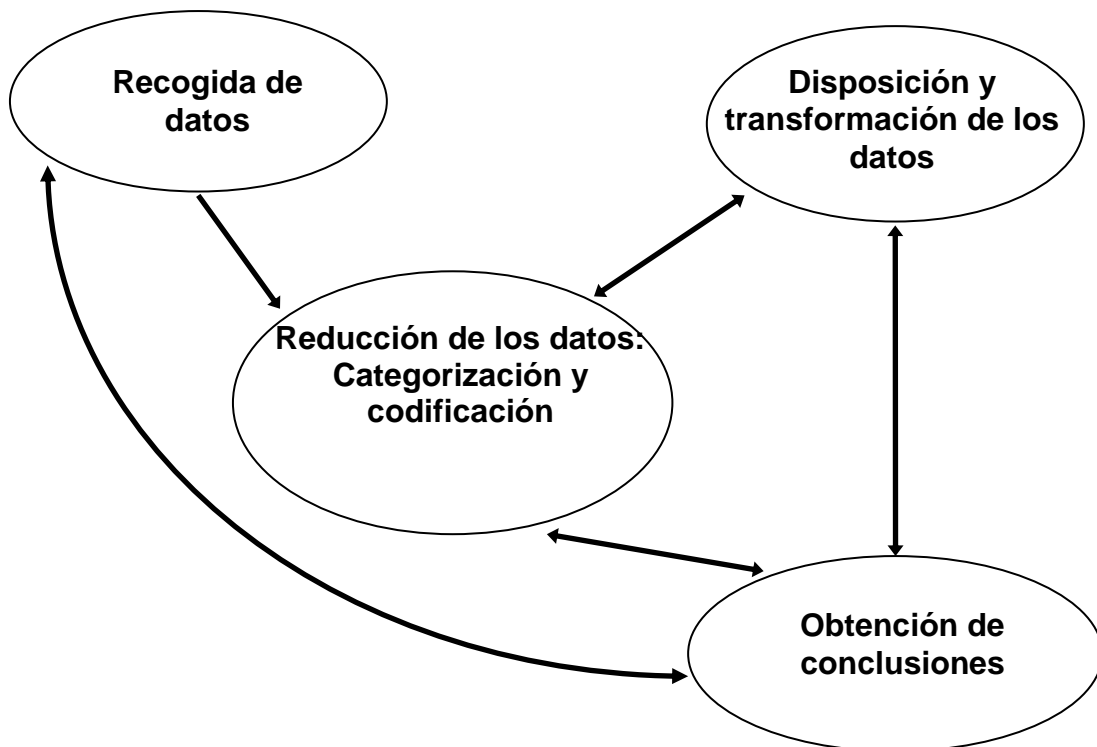 Recogida de
datos
Disposición y
transformación de los
datos
Reducción de los datos:
Categorización y
codificación
Obtención de
conclusiones